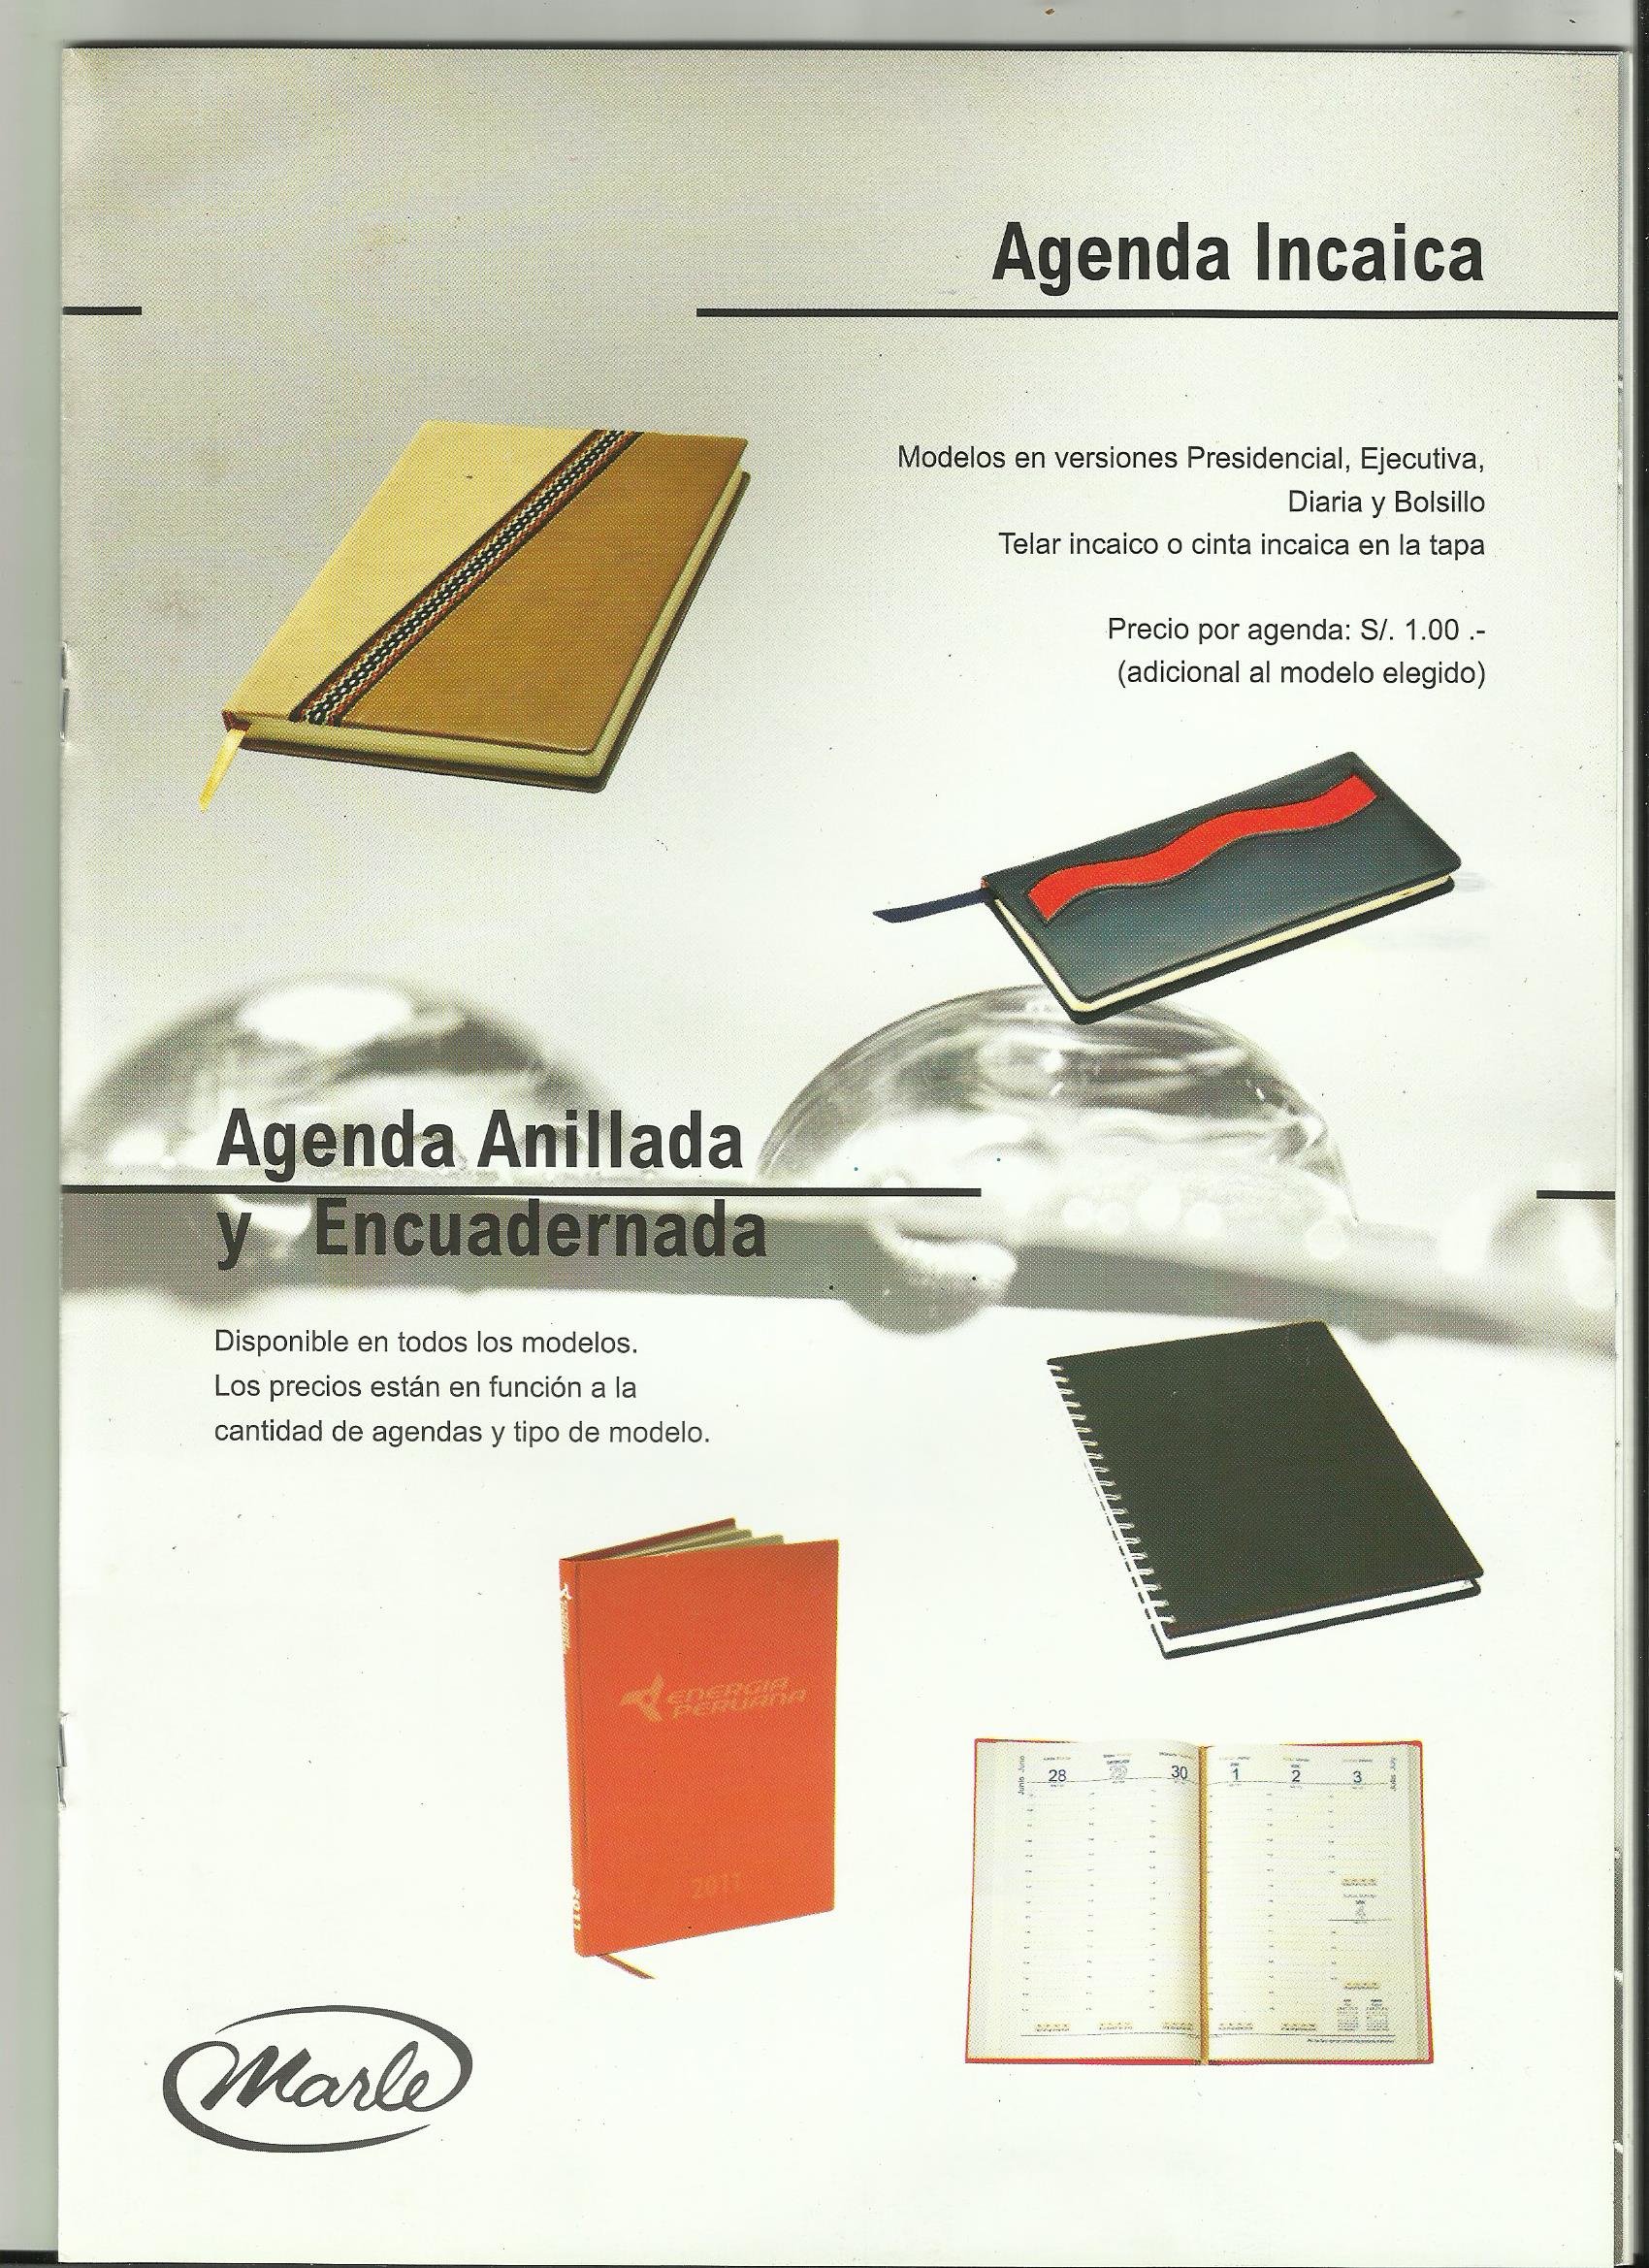 Agenda Incaica
Modelos en versiones Presidencial, Ejecutiva,
Diaria y Bolsillo
Telar incaico o cinta incaica en la tapa
Precio por agenda: S/. 1.00 .-
(adicional al modelo elegido)
Agenda Anillada
y Encuadernada
Disponible en todos los modelos.
Los precios están en función a la
cantidad de agendas y tipo de modelo.
ENERGIA
PERUANA
2011
2011
28 29 30 1 2 3
Marle